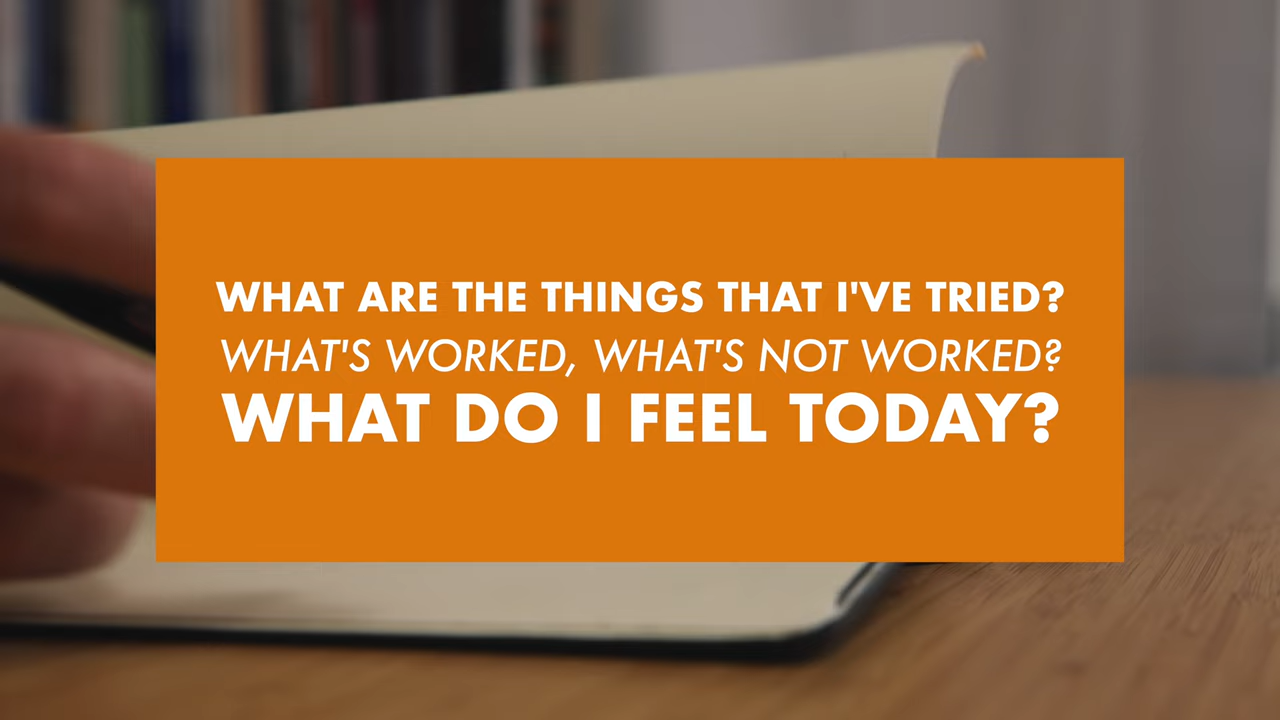 WHAT ARE THE THINGS THAT I'VE TRIED?
WHAT'S WORKED, WHAT'S NOT WORKED?
WHAT DO I FEEL TODAY?